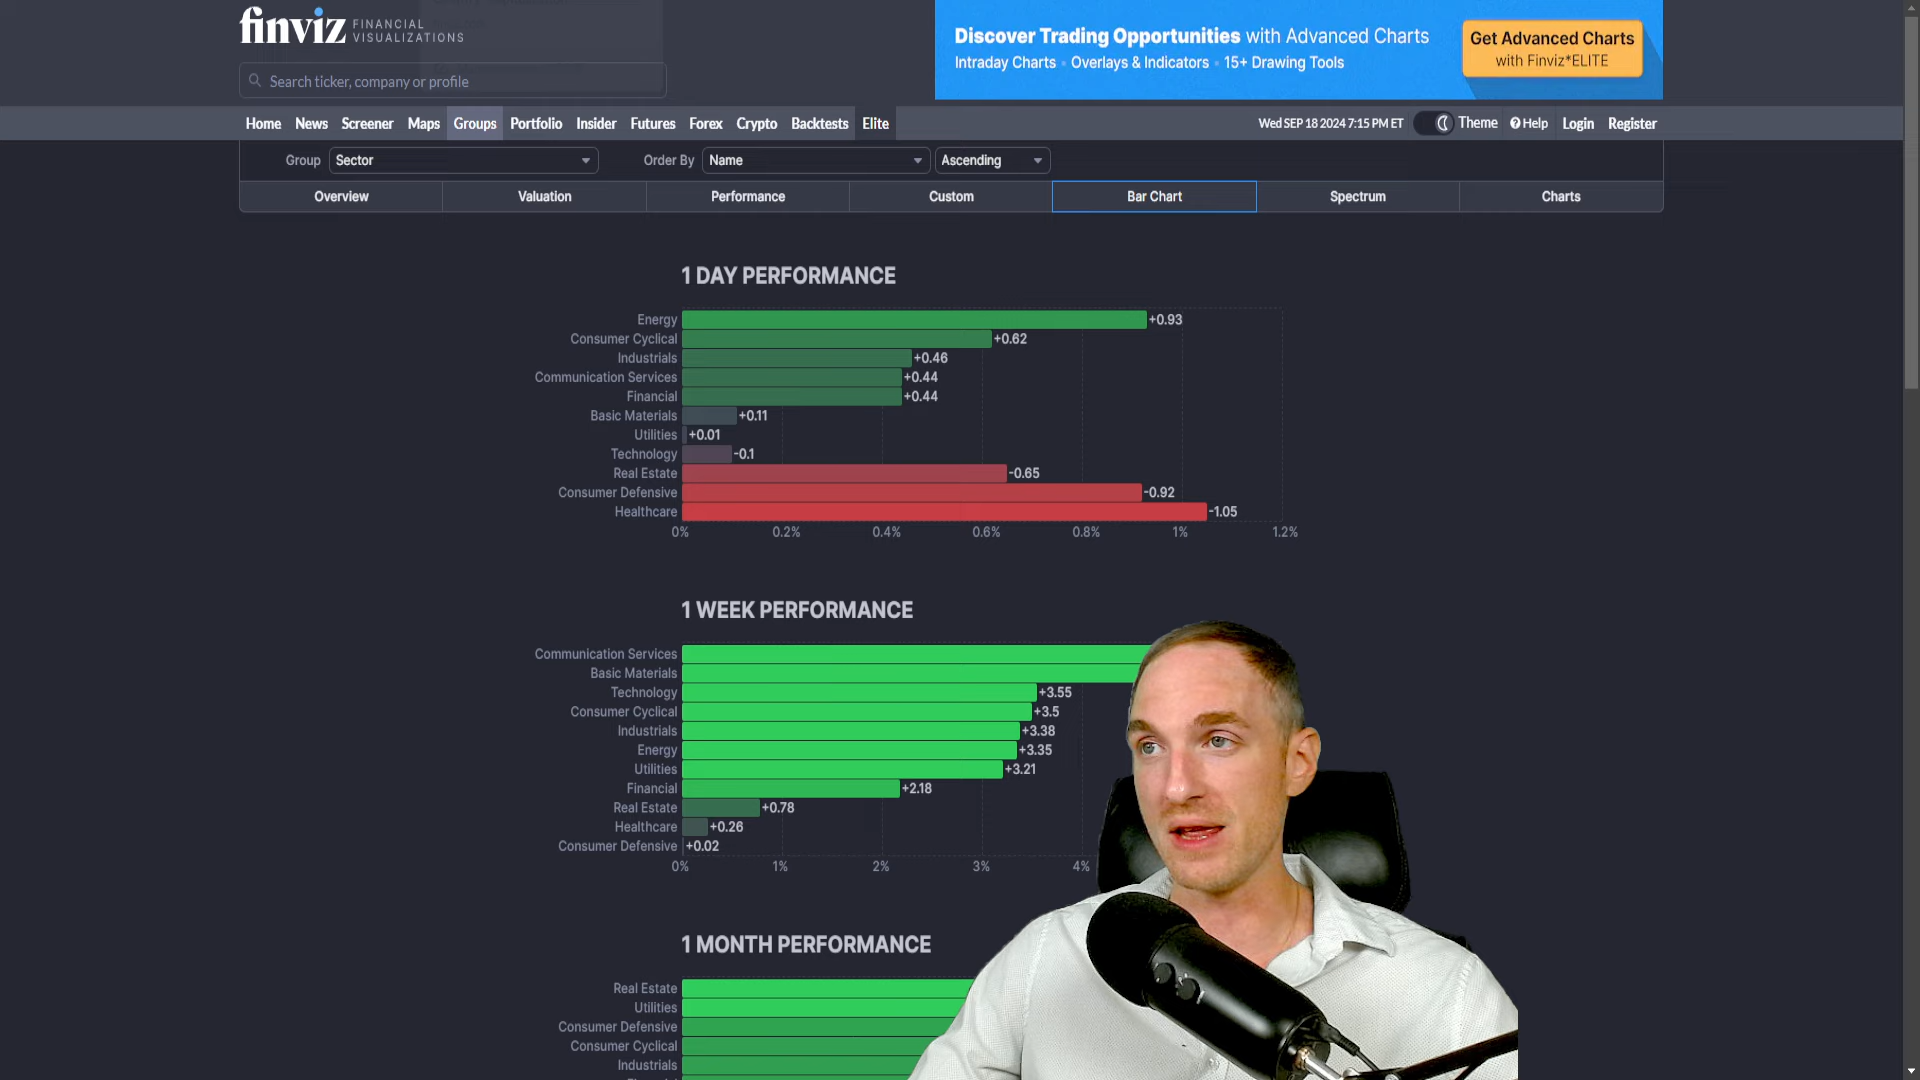 finviz FINANCIAL VISUALIZATIONS
Search ticker, company or profile
Discover Trading Opportunities with Advanced Charts
Intraday Charts • Overlays & Indicators • 15+ Drawing Tools
Get Advanced Charts
with Finviz*ELITE
Home News Screener Maps Groups Portfolio Insider Futures Forex Crypto Backtests Elite
Wed SEP 18 2024 7:15 PM ET Theme Help Login Register
Group Sector Order By Name Ascending
Overview Valuation Performance Custom Bar Chart Spectrum Charts
1 DAY PERFORMANCE
Energy +0.93
Consumer Cyclical +0.62
Industrials +0.46
Communication Services +0.44
Financial +0.44
Basic Materials +0.11
Utilities +0.01
Technology -0.1
Real Estate -0.65
Consumer Defensive -0.92
Healthcare -1.05
0% 0.2% 0.4% 0.6% 0.8% 1% 1.2%
1 WEEK PERFORMANCE
Communication Services
Basic Materials
Technology +3.55
Consumer Cyclical +3.5
Industrials +3.38
Energy +3.35
Utilities +3.21
Financial +2.18
Real Estate +0.78
Healthcare +0.26
Consumer Defensive +0.02
0% 1% 2% 3% 4%
1 MONTH PERFORMANCE
Real Estate
Utilities
Consumer Defensive
Consumer Cyclical
Industrials